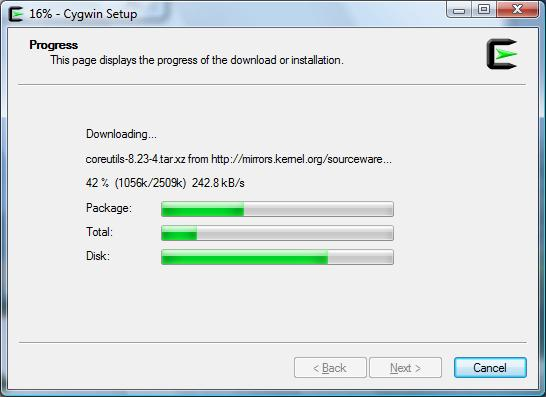 16% - Cygwin Setup
Progress
This page displays the progress of the download or installation.
Downloading...
coreutils-8.23-4.tar.xz from http://mirrors.kernel.org/sourceware...
42 % (1056k/2509k) 242.8 kB/s
Package:
Total:
Disk:
< Back
Next >
Cancel